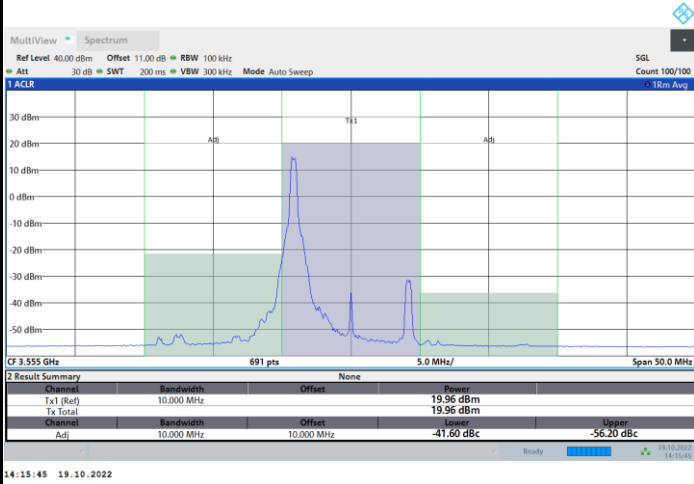 MultiView Spectrum
Ref Level 40.00 dBm Offset 11.00 dB RBW 100 kHz SGL
Att 30 dB SWT 200 ms VBW 300 kHz Mode Auto Sweep Count 100/100
1 ACLR 1Rm Avg
30 dBm
Tx1
20 dBm
Adj Adj
10 dBm
0 dBm
-10 dBm
-20 dBm
-30 dBm
-40 dBm
-50 dBm
CF 3.555 GHz 691 pts 5.0 MHz/ Span 50.0 MHz
2 Result Summary None
Channel Bandwidth Offset Power
Tx1 (Ref) 10.000 MHz 19.96 dBm
Tx Total 19.96 dBm
Channel Bandwidth Offset Lower Upper
Adj 10.000 MHz 10.000 MHz -41.60 dBc -56.20 dBc
Ready 19.10.2022
14:15:45
14:15:45 19.10.2022